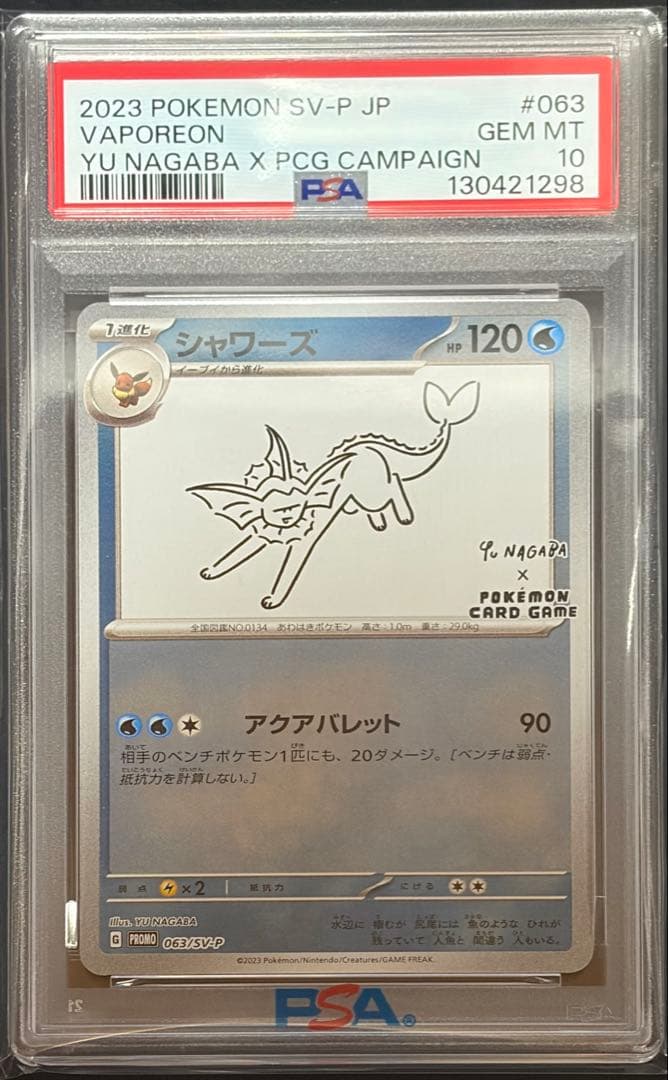 2023 POKEMON SV-P JP #063
VAPOREON GEM MT
YU NAGABA X PCG CAMPAIGN 10
PSA 130421298
1進化 シャワーズ HP 120
イーブイから進化
Yu NAGABA
×
POKÉMON
CARD GAME
全国図鑑NO.0134 あわはきポケモン 高さ:1.0m 重さ:29.0kg
アクアバレット 90
相手のベンチポケモン1匹にも、20ダメージ。[ベンチは弱点・
抵抗力を計算しない。]
弱点 ×2 抵抗力 にげる
Illus. YU NAGABA
G PROMO 063/SV-P
水辺に 棲むが 尻尾には 魚のような ひれが
残っていて 人魚と 間違う 人もいる。
©2023 Pokémon/Nintendo/Creatures/GAME FREAK.
PSA®
21
PSA